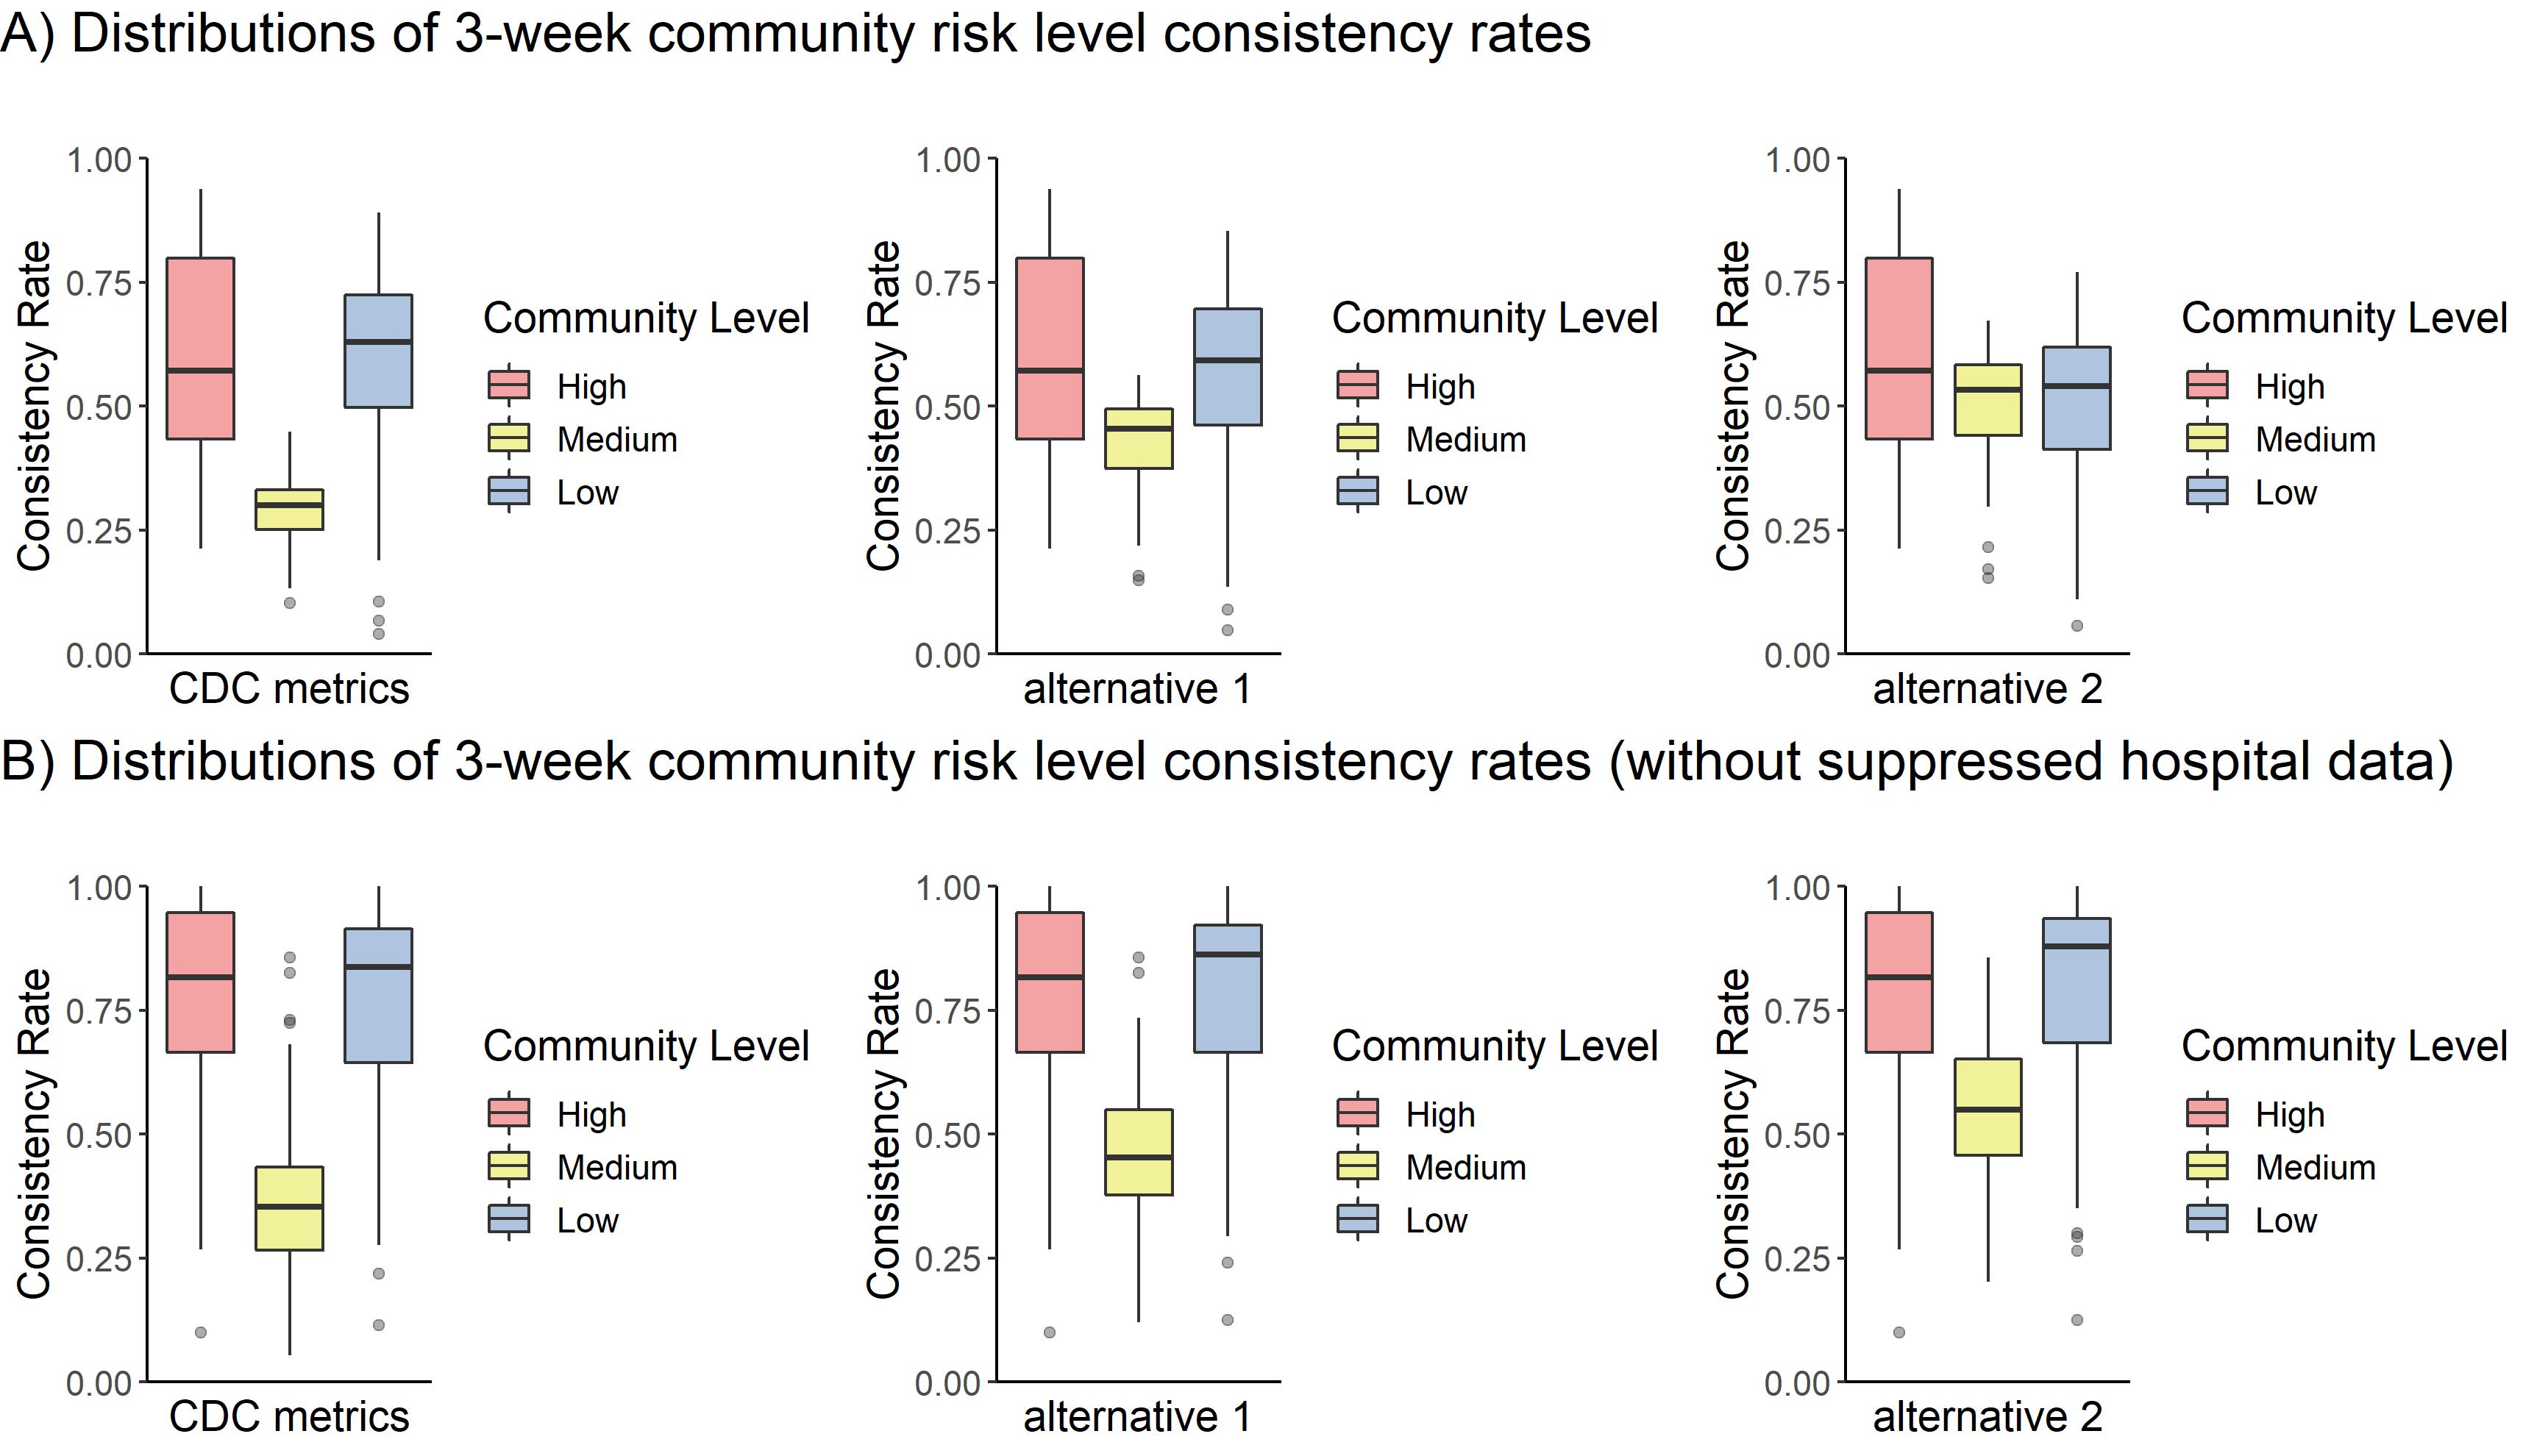 A) Distributions of 3-week community risk level consistency rates
Consistency Rate
1.00
0.75
0.50
0.25
0.00
CDC metrics
Community Level
High
Medium
Low
Consistency Rate
1.00
0.75
0.50
0.25
0.00
alternative 1
Community Level
High
Medium
Low
Consistency Rate
1.00
0.75
0.50
0.25
0.00
alternative 2
Community Level
High
Medium
Low
B) Distributions of 3-week community risk level consistency rates (without suppressed hospital data)
Consistency Rate
1.00
0.75
0.50
0.25
0.00
CDC metrics
Community Level
High
Medium
Low
Consistency Rate
1.00
0.75
0.50
0.25
0.00
alternative 1
Community Level
High
Medium
Low
Consistency Rate
1.00
0.75
0.50
0.25
0.00
alternative 2
Community Level
High
Medium
Low